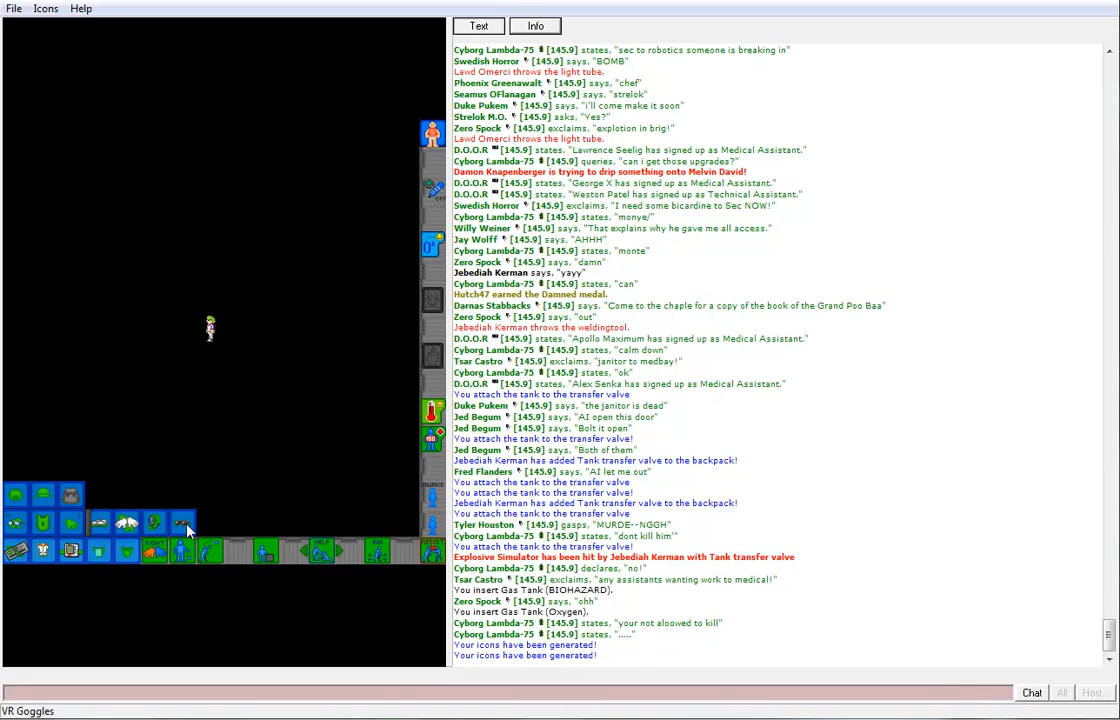 File Icons Help
Text Info
Cyborg Lambda-75 [145.9] states, "sec to robotics someone is breaking in"
Swedish Horror [145.9] says, "BOMB"
Lawd Omerci throws the light tube.
Phoenix Greenawalt [145.9] says, "chef"
Seamus OFlanagan [145.9] says, "strelok"
Duke Pukem [145.9] says, "i'll come make it soon"
Strelok M.O. [145.9] asks, "Yes?"
Zero Spock [145.9] exclaims, "explotion in brig!"
Lawd Omerci throws the light tube.
D.O.O.R [145.9] states, "Lawrence Seelig has signed up as Medical Assistant."
Cyborg Lambda-75 [145.9] queries, "can i get those upgrades?"
Damon Knapenberger is trying to drip something onto Melvin David!
D.O.O.R [145.9] states, "George X has signed up as Medical Assistant."
D.O.O.R [145.9] states, "Weston Patel has signed up as Technical Assistant."
Swedish Horror [145.9] exclaims, "I need some bicardine to Sec NOW!"
Cyborg Lambda-75 [145.9] states, "monye/"
Willy Weiner [145.9] says, "That explains why he gave me all access."
Jay Wolff [145.9] says, "AHHH"
Cyborg Lambda-75 [145.9] states, "monte"
Zero Spock [145.9] says, "damn"
Jebediah Kerman says, "yayy"
Cyborg Lambda-75 [145.9] states, "can"
Hutch47 earned the Damned medal.
Darnas Stabbacks [145.9] says, "Come to the chaple for a copy of the book of the Grand Poo Baa"
Zero Spock [145.9] says, "out"
Jebediah Kerman throws the weldingtool.
D.O.O.R [145.9] states, "Apollo Maximum has signed up as Medical Assistant."
Cyborg Lambda-75 [145.9] states, "calm down"
Tsar Castro [145.9] exclaims, "janitor to medbay!"
Cyborg Lambda-75 [145.9] states, "ok"
D.O.O.R [145.9] states, "Alex Senka has signed up as Medical Assistant."
You attach the tank to the transfer valve
Duke Pukem [145.9] says, "the janitor is dead"
Jed Begum [145.9] says, "AI open this door"
Jed Begum [145.9] says, "Bolt it open"
You attach the tank to the transfer valve!
Jed Begum [145.9] says, "Both of them"
Jebediah Kerman has added Tank transfer valve to the backpack!
Fred Flanders [145.9] says, "AI let me out"
You attach the tank to the transfer valve
You attach the tank to the transfer valve!
Jebediah Kerman has added Tank transfer valve to the backpack!
You attach the tank to the transfer valve
Tyler Houston [145.9] gasps, "MURDE--NGGH"
Cyborg Lambda-75 [145.9] states, "dont kill him'"
You attach the tank to the transfer valve!
Explosive Simulator has been hit by Jebediah Kerman with Tank transfer valve
Cyborg Lambda-75 [145.9] declares, "no!"
Tsar Castro [145.9] exclaims, "any assistants wanting work to medical!"
You insert Gas Tank (BIOHAZARD).
Zero Spock [145.9] says, "ohh"
You insert Gas Tank (Oxygen).
Cyborg Lambda-75 [145.9] states, "your not aloowed to kill"
Cyborg Lambda-75 [145.9] states, "....."
Your icons have been generated!
Your icons have been generated!
OFF
AWAKE
RIGHT HELP RUN RESIST
Chat Alt Host...
VR Goggles